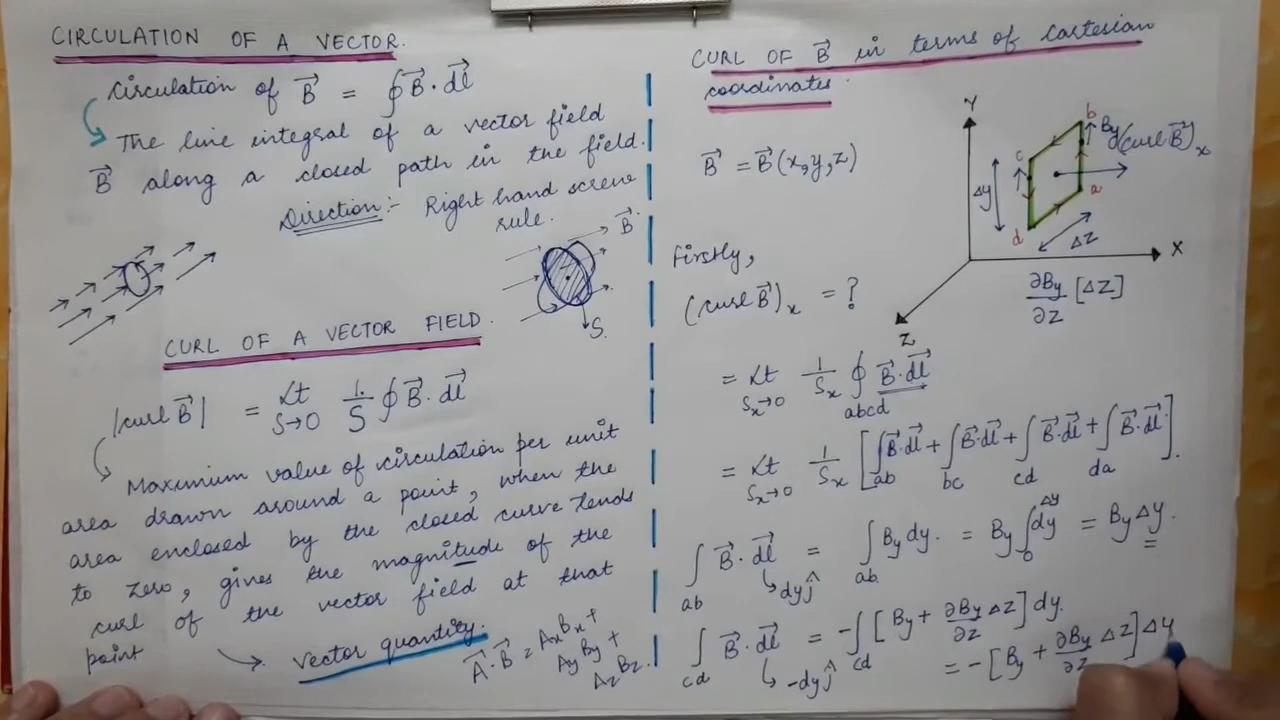 CIRCULATION OF A VECTOR.
Circulation of B⃗ = ∮B⃗·dl⃗
The line integral of a vector field
B⃗ along a closed path in the field.
Direction:- Right hand screw
rule.
B⃗
S.
CURL OF A VECTOR FIELD.
|curl B⃗| = Lt S→0 1/S ∮B⃗·dl⃗
Maximum value of circulation per unit
area drawn around a point, when the
area enclosed by the closed curve tends
to zero, gives the magnitude of the
curl of the vector field at that
point
vector quantity.
A⃗·B⃗ = AxBx +
AyBy +
AzBz.
CURL OF B⃗ in terms of Cartesian
coordinates.
B⃗ = B⃗(x,y,z)
Y
b
By
(curl B⃗)x
c
Δy
a
d
Δz
X
Z
∂By/∂z [Δz]
Firstly,
(curl B⃗)x = ?
= Lt Sx→0 1/Sx ∮abcd B⃗·dl⃗
= Lt Sx→0 1/Sx [∫ab B⃗·dl⃗ + ∫bc B⃗·dl⃗ + ∫cd B⃗·dl⃗ + ∫da B⃗·dl⃗].
∫ab B⃗·dl⃗ = ∫ab By dy. = By ∫0^Δy dy = By Δy.
dy ĵ
∫cd B⃗·dl⃗ = -∫cd [By + ∂By/∂z Δz] dy.
-dy ĵ
= -[By + ∂By/∂z Δz] Δy